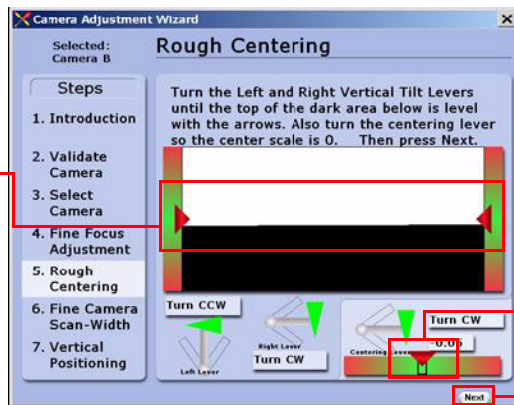 Camera Adjustment Wizard
Selected:
Camera B
Rough Centering
Steps
1. Introduction
2. Validate
Camera
3. Select
Camera
4. Fine Focus
Adjustment
5. Rough
Centering
6. Fine Camera
Scan-Width
7. Vertical
Positioning
Turn the Left and Right Vertical Tilt Levers
until the top of the dark area below is level
with the arrows. Also turn the centering lever
so the center scale is 0. Then press Next.
Turn CCW
Left Lever
Right Lever
Turn CW
Centering Lever
Turn CW
-0.06
0
Next